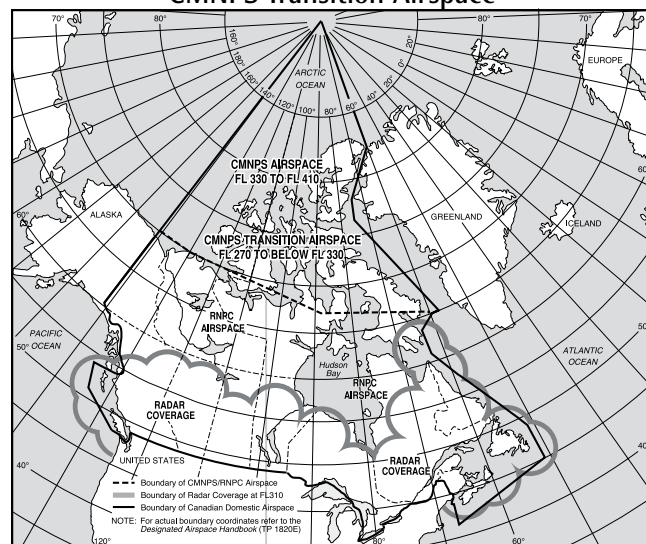 CMNPS Transition Airspace
70°
80°
80°
70°
60°
160°
180°
160°
140°
120°
100°
80°
60°
40°
20°
0°
20°
ARCTIC
OCEAN
EUROPE
CMNPS AIRSPACE
FL 330 TO FL 410
60°
ALASKA
GREENLAND
ICELAND
CMNPS TRANSITION AIRSPACE
FL 270 TO BELOW FL 330
RNPC
AIRSPACE
PACIFIC
OCEAN
50°
50°
ATLANTIC
OCEAN
Hudson
Bay
RNPC
AIRSPACE
RADAR
COVERAGE
RADAR
COVERAGE
40°
UNITED STATES
Boundary of CMNPS/RNPC Airspace
Boundary of Radar Coverage at FL310
Boundary of Canadian Domestic Airspace
NOTE: For actual boundary coordinates refer to the
Designated Airspace Handbook (TP 1820E)
120°
80°
60°